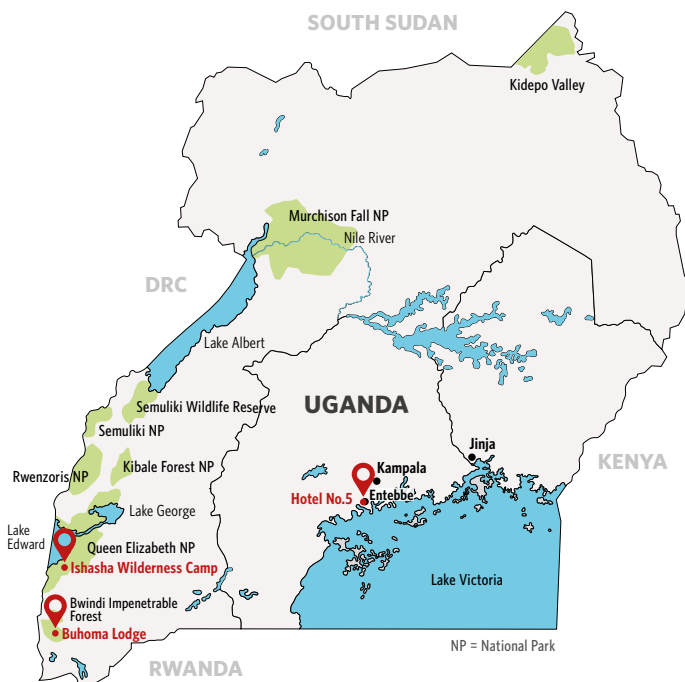 SOUTH SUDAN
Kidepo Valley
Murchison Fall NP
Nile River
DRC
Lake Albert
Semuliki Wildlife Reserve
UGANDA
Semuliki NP
Jinja
KENYA
Kampala
Rwenzoris NP
Kibale Forest NP
Hotel No.5
Entebbe
Lake George
Lake
Edward
Queen Elizabeth NP
Ishasha Wilderness Camp
Lake Victoria
Bwindi Impenetrable
Forest
Buhoma Lodge
NP = National Park
RWANDA